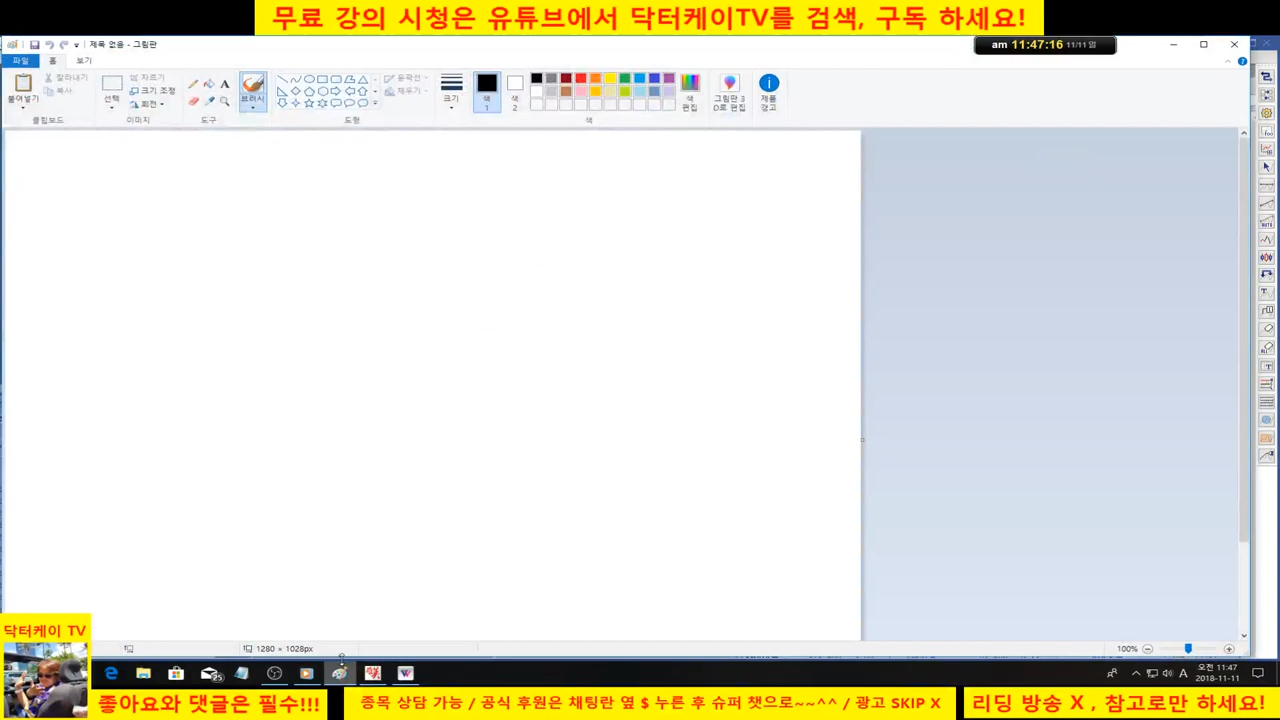 무료 강의 시청은 유튜브에서 닥터케이TV를 검색, 구독 하세요!
제목 없음 - 그림판
am 11:47:16 11/11 일
파일 홈 보기
붙여넣기
잘라내기
복사
클립보드
선택
자르기
크기 조정
회전
이미지
A
도구
브러시
윤곽선
채우기
도형
크기
색 1
색 2
색 편집
그림판 3D로 편집
제품 경고
색
1280 × 1028px
100%
닥터케이 TV
25
A
오전 11:47
2018-11-11
좋아요와 댓글은 필수!!!
종목 상담 가능 / 공식 후원은 채팅란 옆 $ 누른 후 슈퍼 챗으로~~^^ / 광고 SKIP X
리딩 방송 X , 참고로만 하세요!